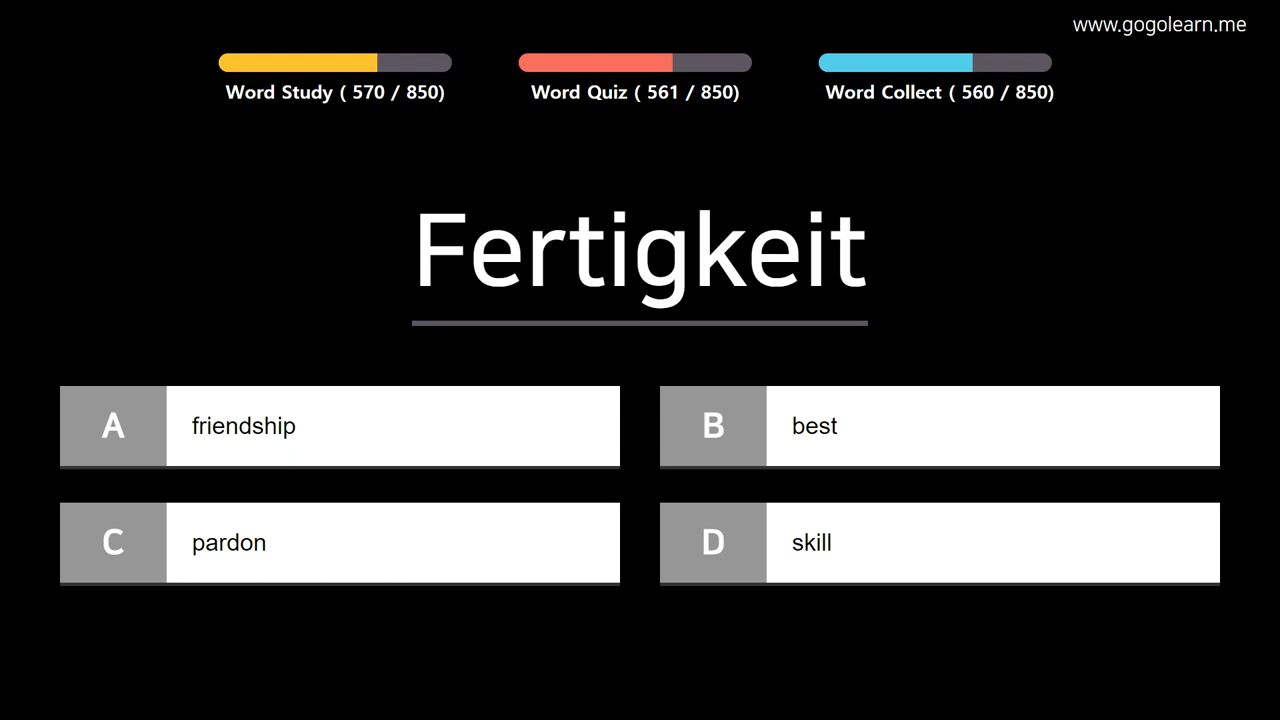 www.gogolearn.me
Word Study ( 570 / 850)
Word Quiz ( 561 / 850)
Word Collect ( 560 / 850)
Fertigkeit
A friendship
B best
C pardon
D skill